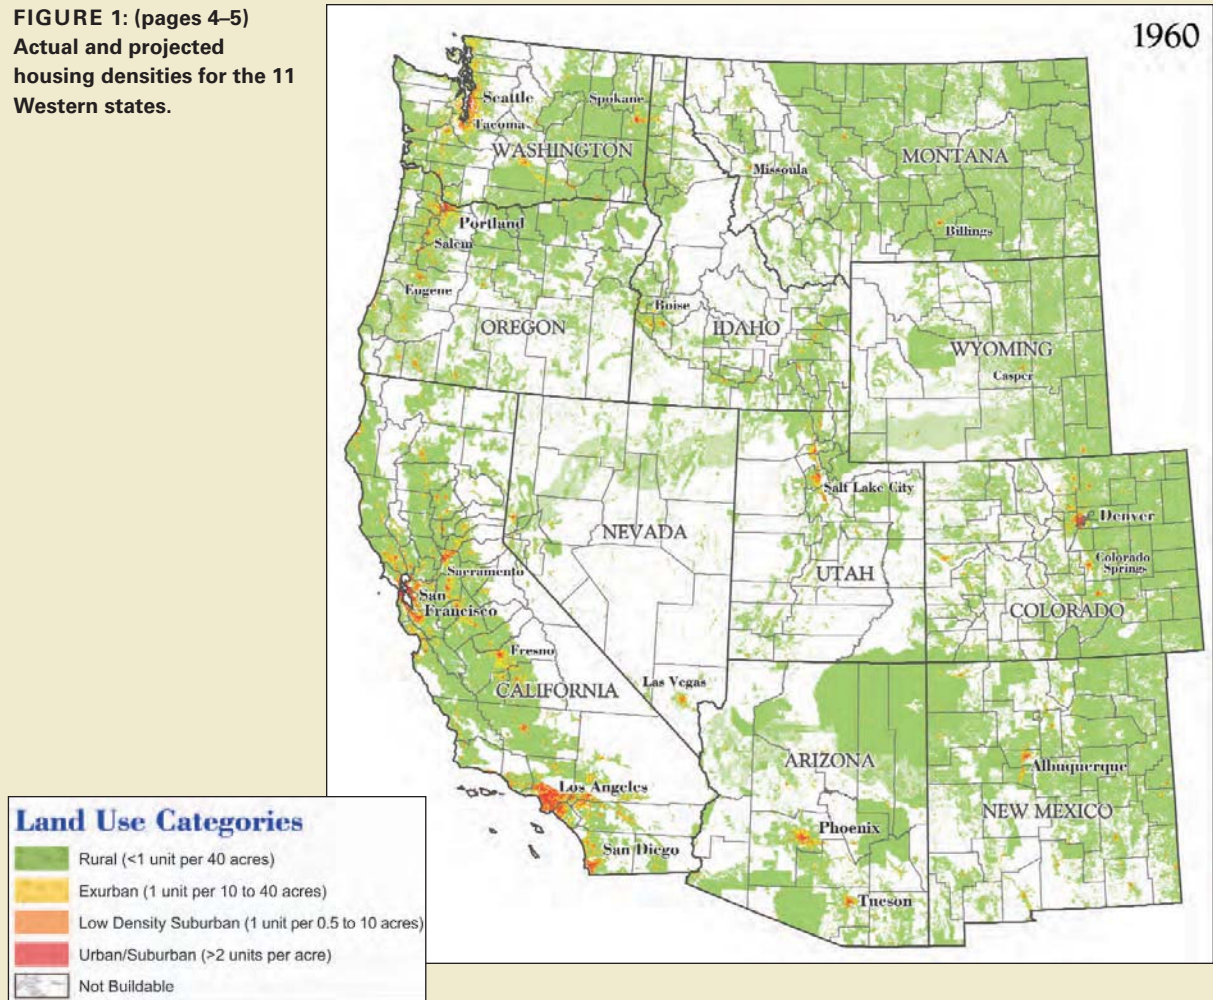 FIGURE 1: (pages 4–5)
Actual and projected
housing densities for the 11
Western states.
1960
Seattle
Spokane
Tacoma
WASHINGTON
MONTANA
Missoula
Portland
Billings
Salem
Eugene
Boise
OREGON
IDAHO
WYOMING
Casper
Salt Lake City
Denver
NEVADA
Colorado
Springs
Sacramento
UTAH
San
Francisco
COLORADO
Fresno
Las Vegas
CALIFORNIA
ARIZONA
Albuquerque
Los Angeles
NEW MEXICO
Phoenix
San Diego
Tucson
Land Use Categories
Rural (<1 unit per 40 acres)
Exurban (1 unit per 10 to 40 acres)
Low Density Suburban (1 unit per 0.5 to 10 acres)
Urban/Suburban (>2 units per acre)
Not Buildable